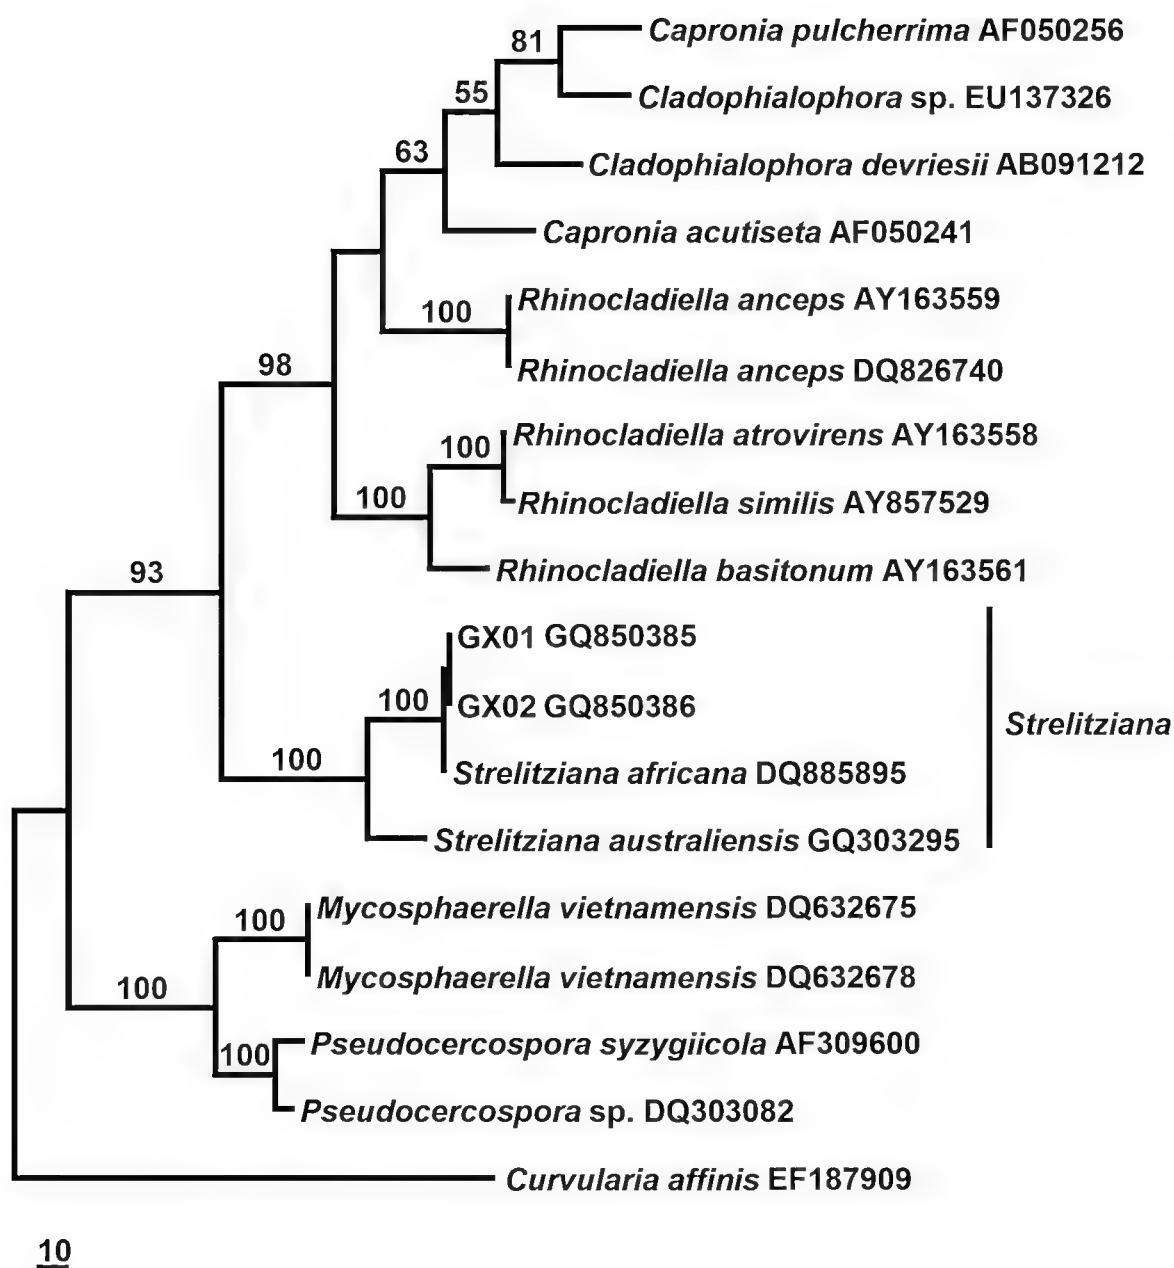 81
Capronia pulcherrima AF050256
55
Cladophialophora sp. EU137326
63
Cladophialophora devriesii AB091212
Capronia acutiseta AF050241
100
Rhinocladiella anceps AY163559
98
Rhinocladiella anceps DQ826740
100
Rhinocladiella atrovirens AY163558
100
Rhinocladiella similis AY857529
93
Rhinocladiella basitonum AY163561
GX01 GQ850385
100
GX02 GQ850386
Strelitziana
100
Strelitziana africana DQ885895
Strelitziana australiensis GQ303295
100
Mycosphaerella vietnamensis DQ632675
100
Mycosphaerella vietnamensis DQ632678
100
Pseudocercospora syzygiicola AF309600
Pseudocercospora sp. DQ303082
Curvularia affinis EF187909
10